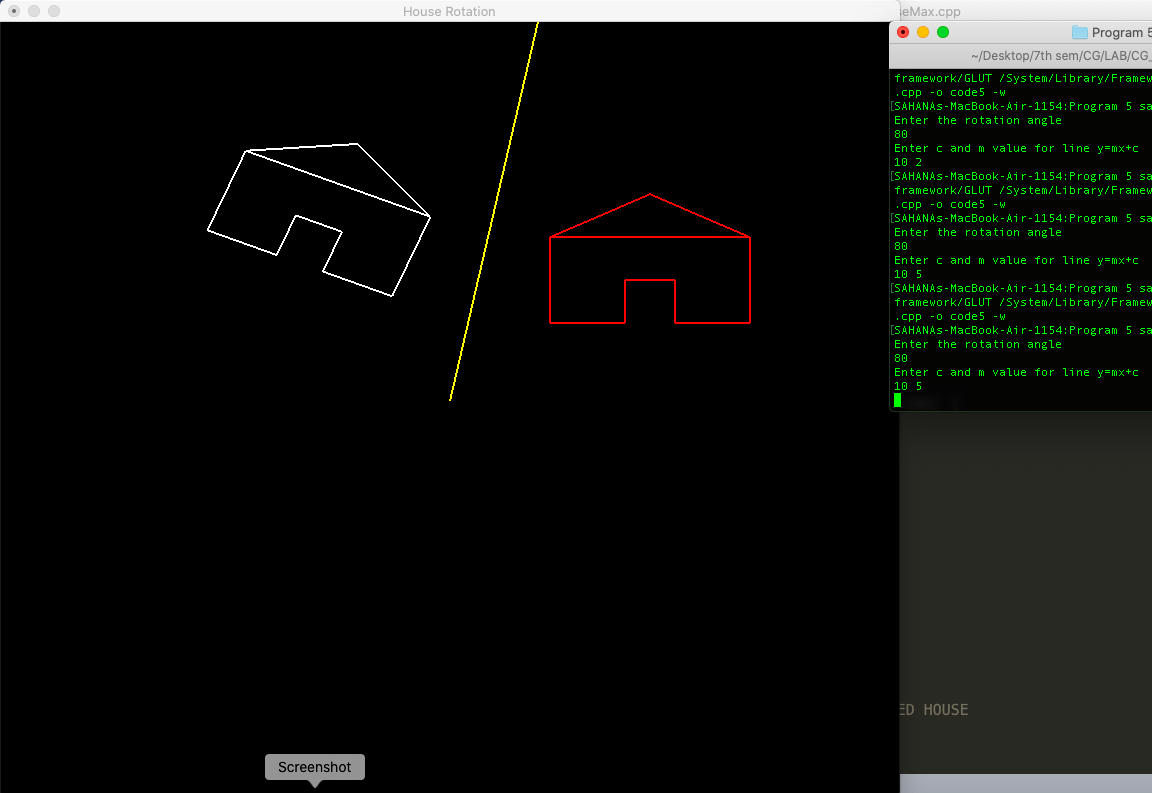 House Rotation
seMax.cpp
Program 5
~/Desktop/7th sem/CG/LAB/CG_
framework/GLUT /System/Library/Framew
.cpp -o code5 -w
[SAHANAs-MacBook-Air-1154:Program 5 sa
Enter the rotation angle
80
Enter c and m value for line y=mx+c
10 2
[SAHANAs-MacBook-Air-1154:Program 5 sa
framework/GLUT /System/Library/Framew
.cpp -o code5 -w
[SAHANAs-MacBook-Air-1154:Program 5 sa
Enter the rotation angle
80
Enter c and m value for line y=mx+c
10 5
[SAHANAs-MacBook-Air-1154:Program 5 sa
framework/GLUT /System/Library/Framew
.cpp -o code5 -w
[SAHANAs-MacBook-Air-1154:Program 5 sa
Enter the rotation angle
80
Enter c and m value for line y=mx+c
10 5
ED HOUSE
Screenshot